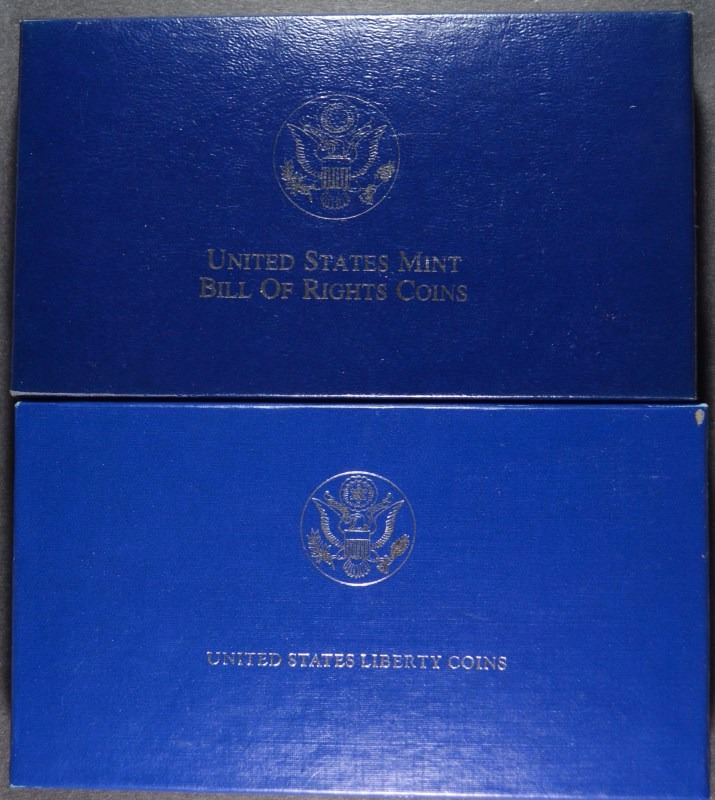 UNITED STATES MINT
BILL OF RIGHTS COINS
UNITED STATES LIBERTY COINS